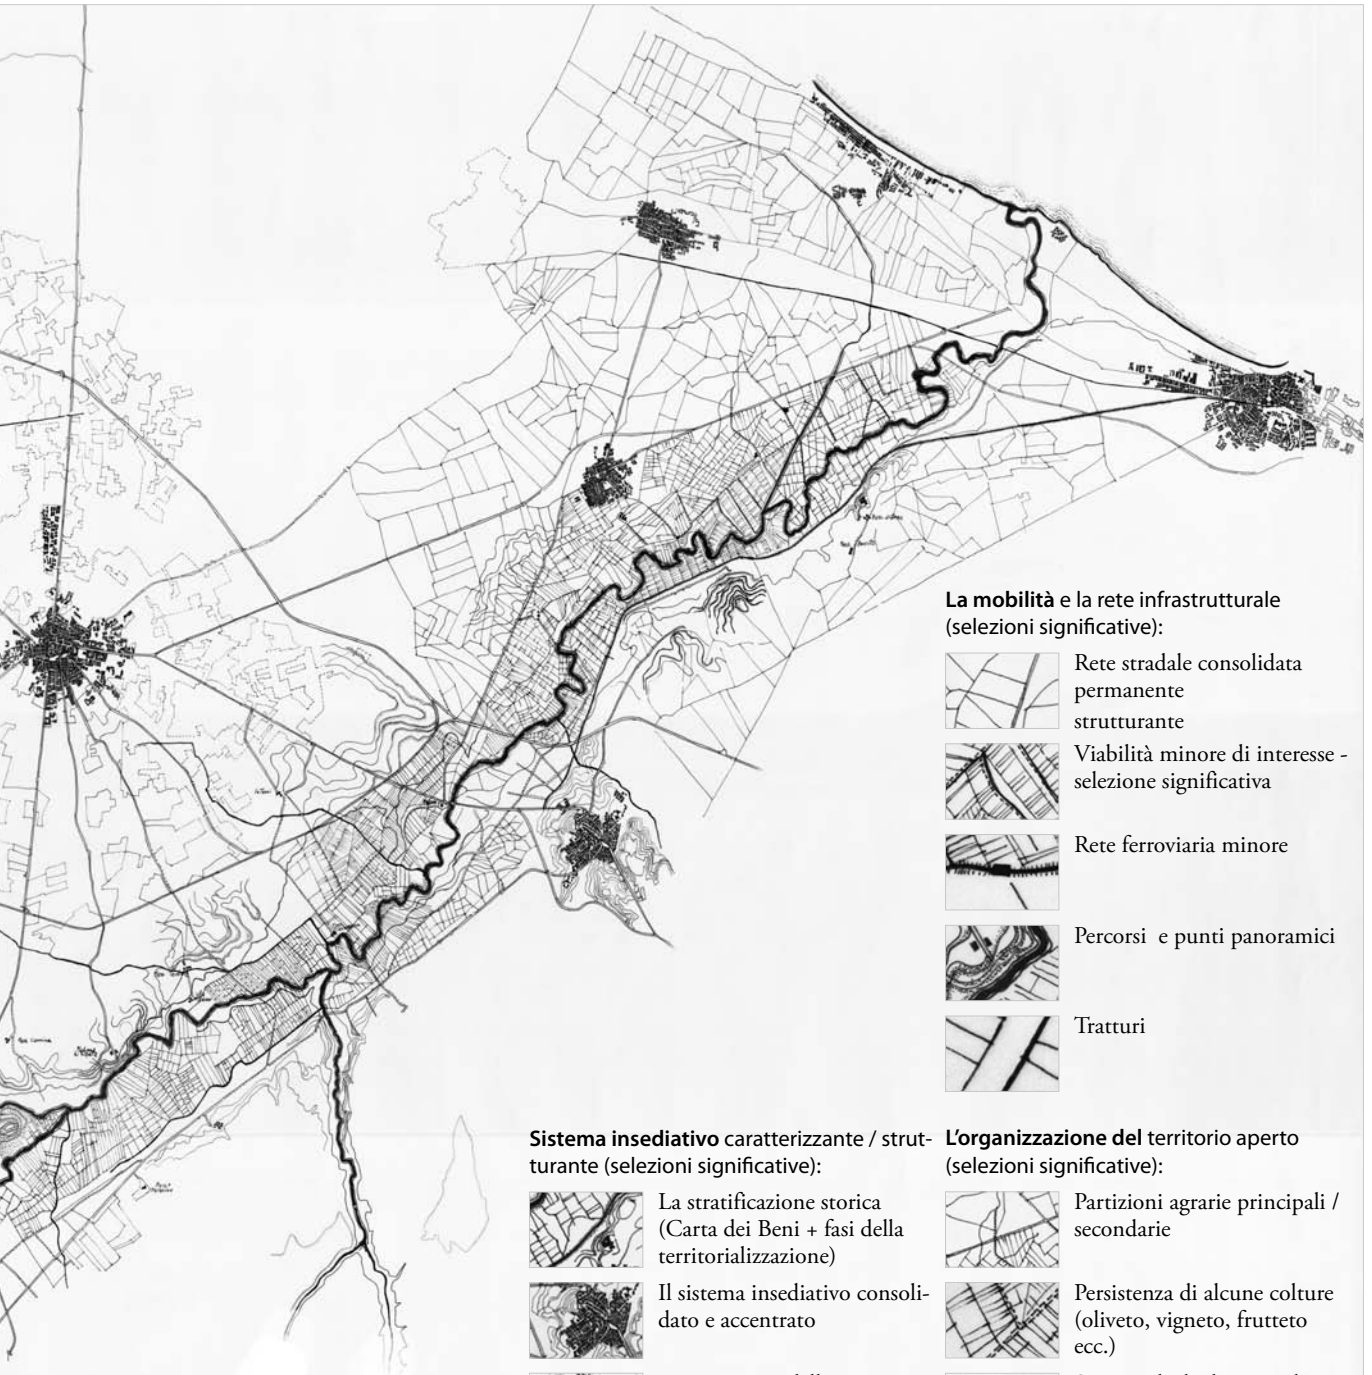 La mobilità e la rete infrastrutturale
(selezioni significative):
Rete stradale consolidata
permanente
strutturante
Viabilità minore di interesse -
selezione significativa
Rete ferroviaria minore
Percorsi e punti panoramici
Tratturi
Sistema insediativo caratterizzante / strut-
turante (selezioni significative):
La stratificazione storica
(Carta dei Beni + fasi della
territorializzazione)
Il sistema insediativo consoli-
dato e accentrato
L'organizzazione del territorio aperto
(selezioni significative):
Partizioni agrarie principali /
secondarie
Persistenza di alcune colture
(oliveto, vigneto, frutteto
ecc.)